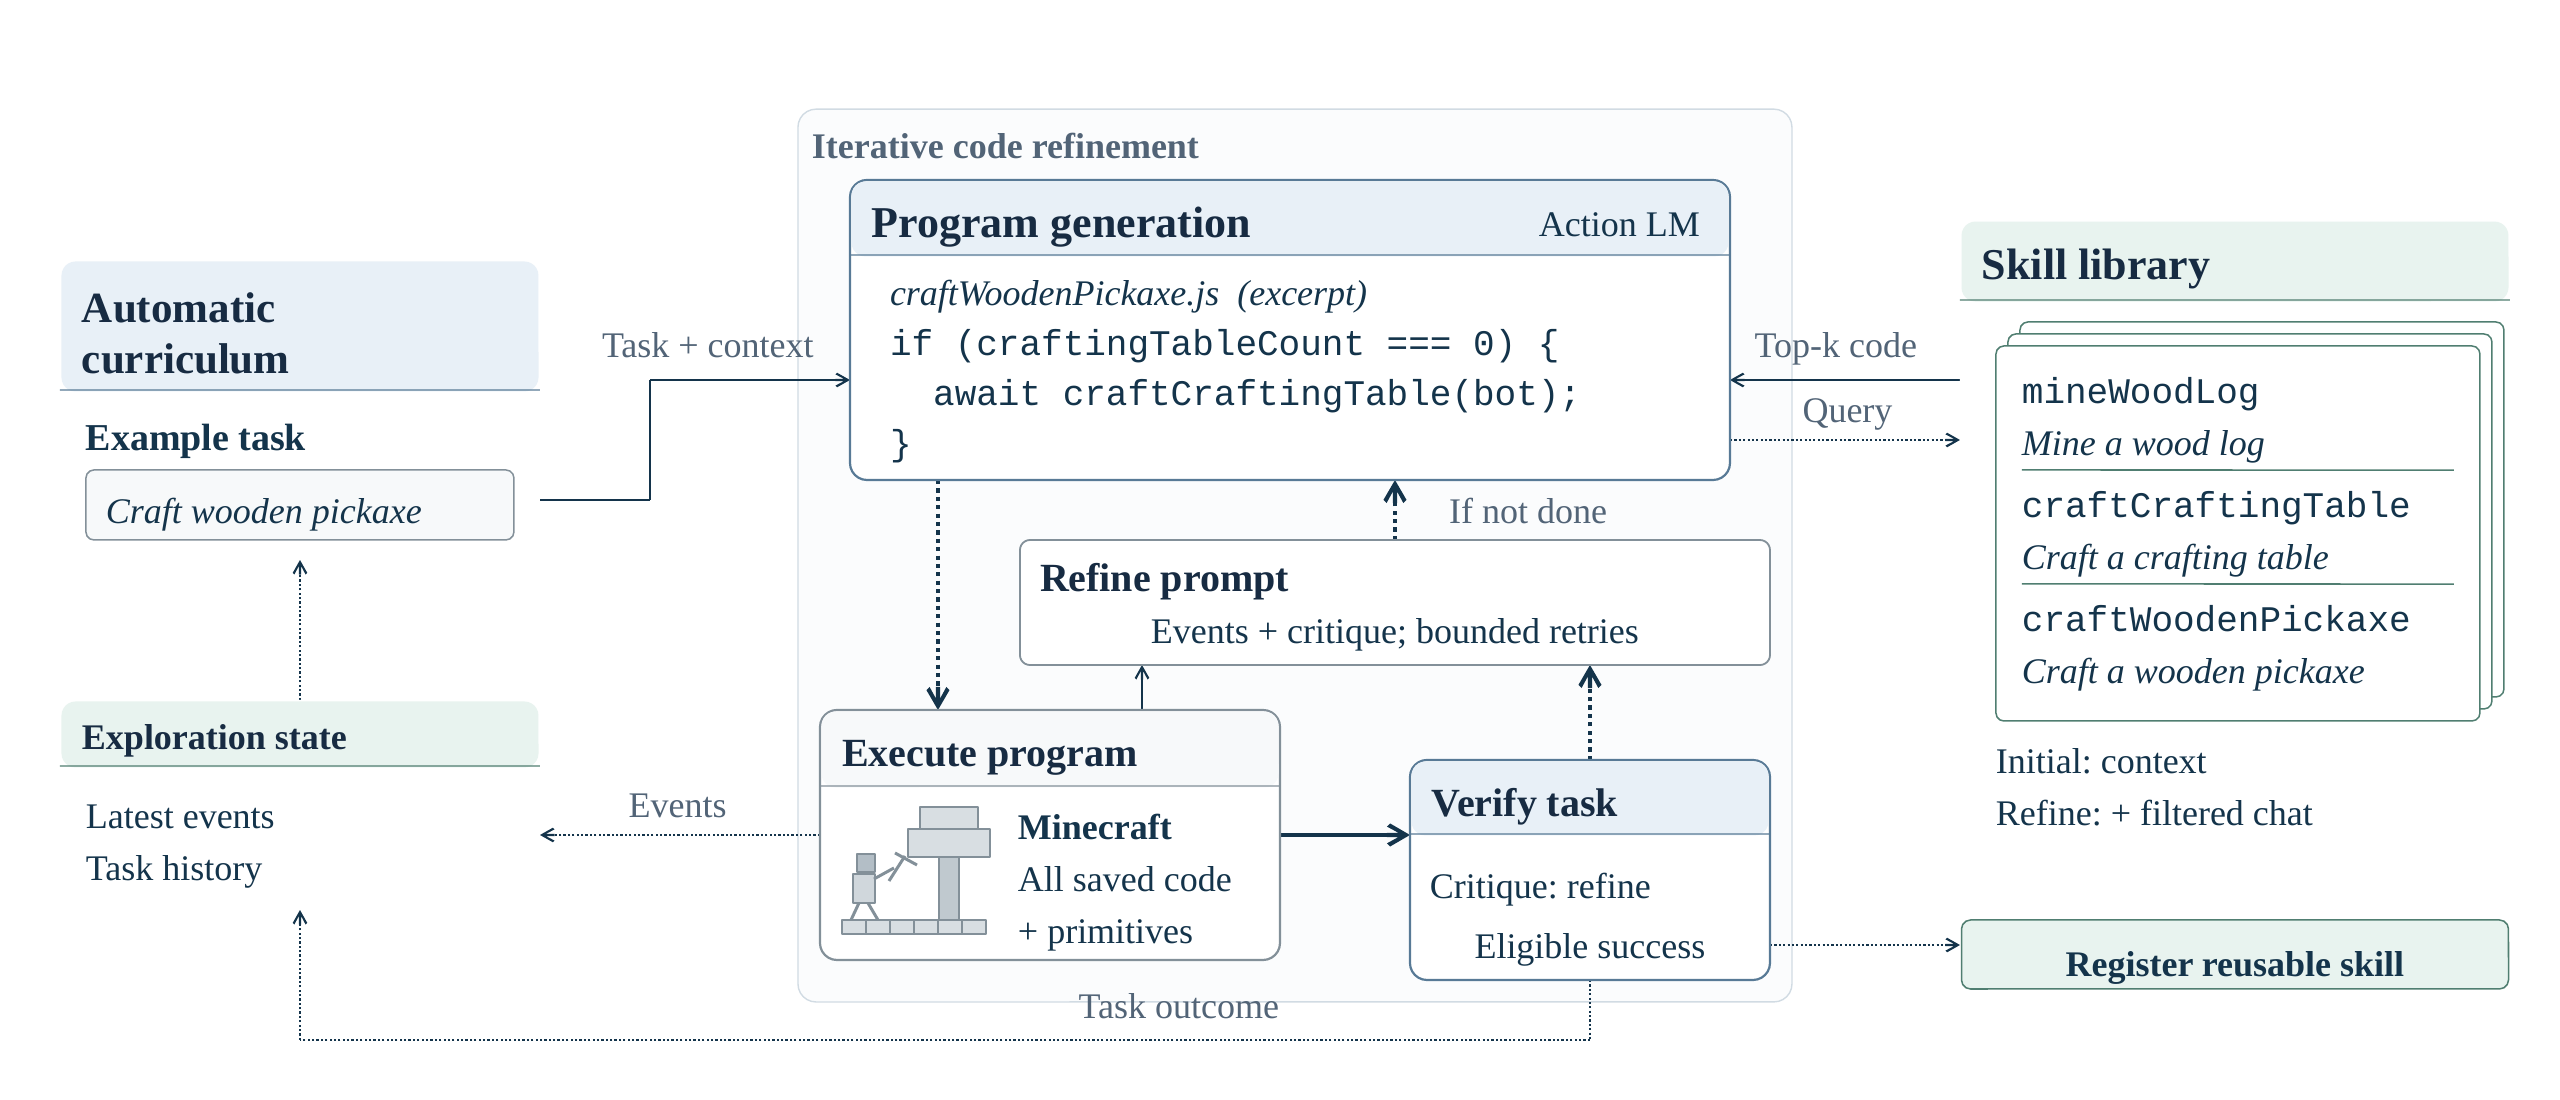 Iterative code refinement
Program generation
Action LM
craftWoodenPickaxe.js (excerpt)
if (craftingTableCount === 0) {
  await craftCraftingTable(bot);
}
Automatic
curriculum
Example task
Craft wooden pickaxe
Task + context
Top-k code
Query
Skill library
mineWoodLog
Mine a wood log
craftCraftingTable
Craft a crafting table
craftWoodenPickaxe
Craft a wooden pickaxe
Initial: context
Refine: + filtered chat
If not done
Refine prompt
Events + critique; bounded retries
Exploration state
Latest events
Task history
Events
Execute program
Minecraft
All saved code
+ primitives
Verify task
Critique: refine
Eligible success
Register reusable skill
Task outcome